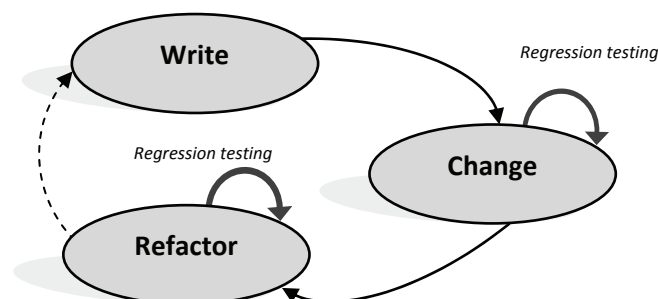 Write
Regression testing
Regression testing
Change
Refactor